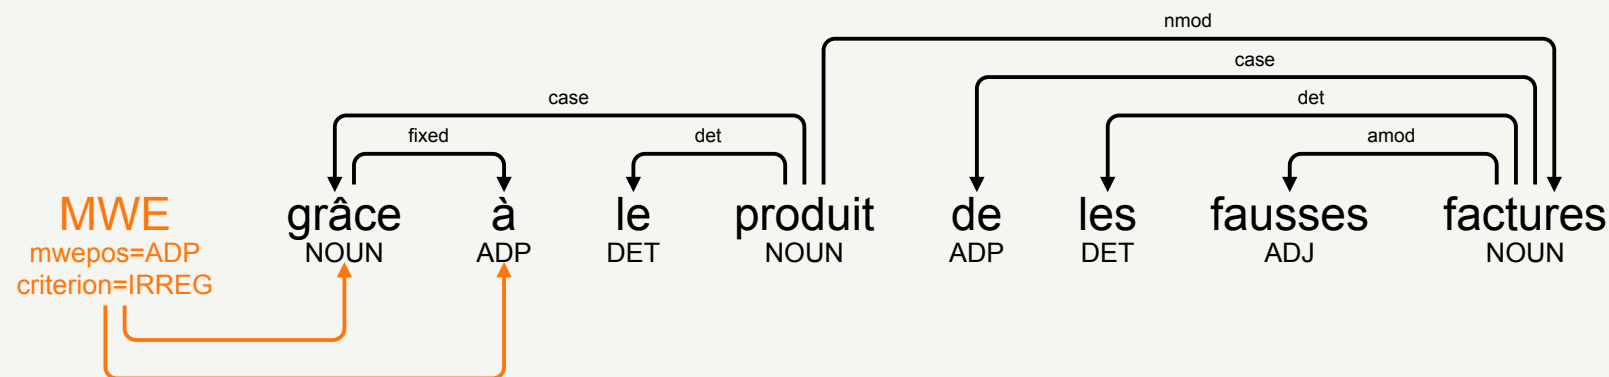 nmod
case
case det
fixed det amod
MWE grâce à le produit de les fausses factures
mwepos=ADP NOUN ADP DET NOUN ADP DET ADJ NOUN
criterion=IRREG